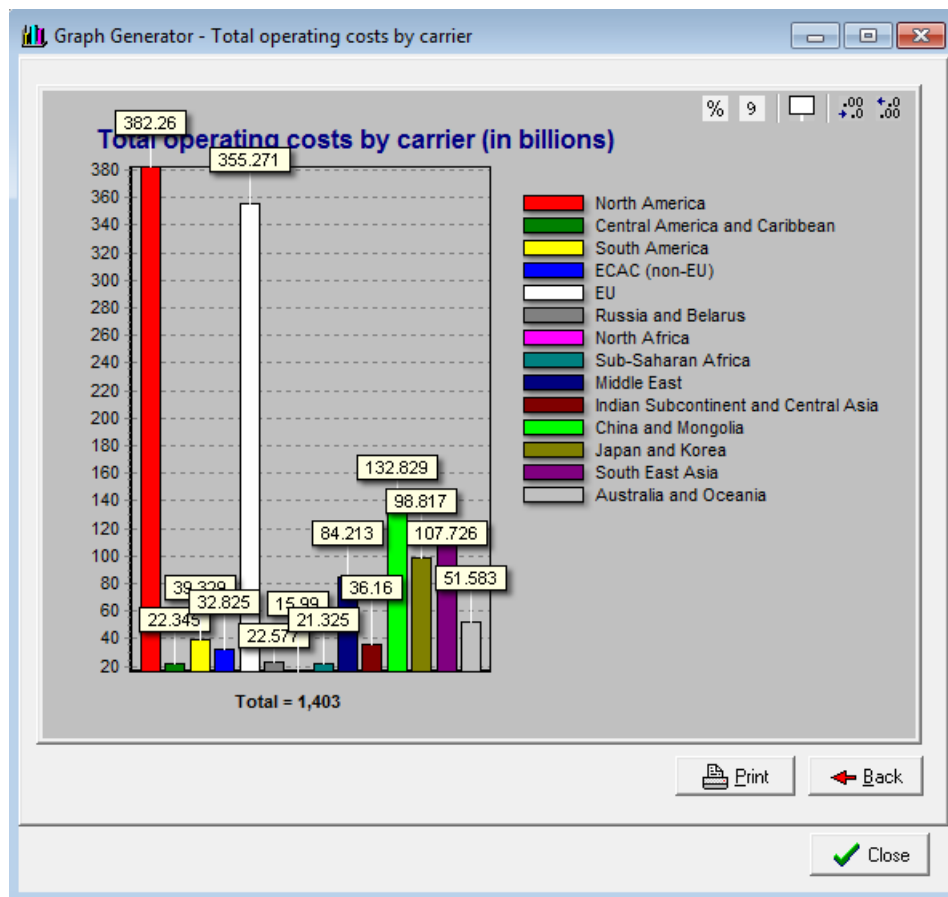 Graph Generator - Total operating costs by carrier
% 9 .00 .0 .0 .00
Total operating costs by carrier (in billions)
382.26
355.271
380
360
340
320
300
280
260
240
220
200
180
160
140
120
100
80
60
40
20
132.829
98.817
84.213
107.726
39.329
32.825
15.99
36.16
51.583
22.345
22.577
21.325
Total = 1,403
North America
Central America and Caribbean
South America
ECAC (non-EU)
EU
Russia and Belarus
North Africa
Sub-Saharan Africa
Middle East
Indian Subcontinent and Central Asia
China and Mongolia
Japan and Korea
South East Asia
Australia and Oceania
Print
Back
Close